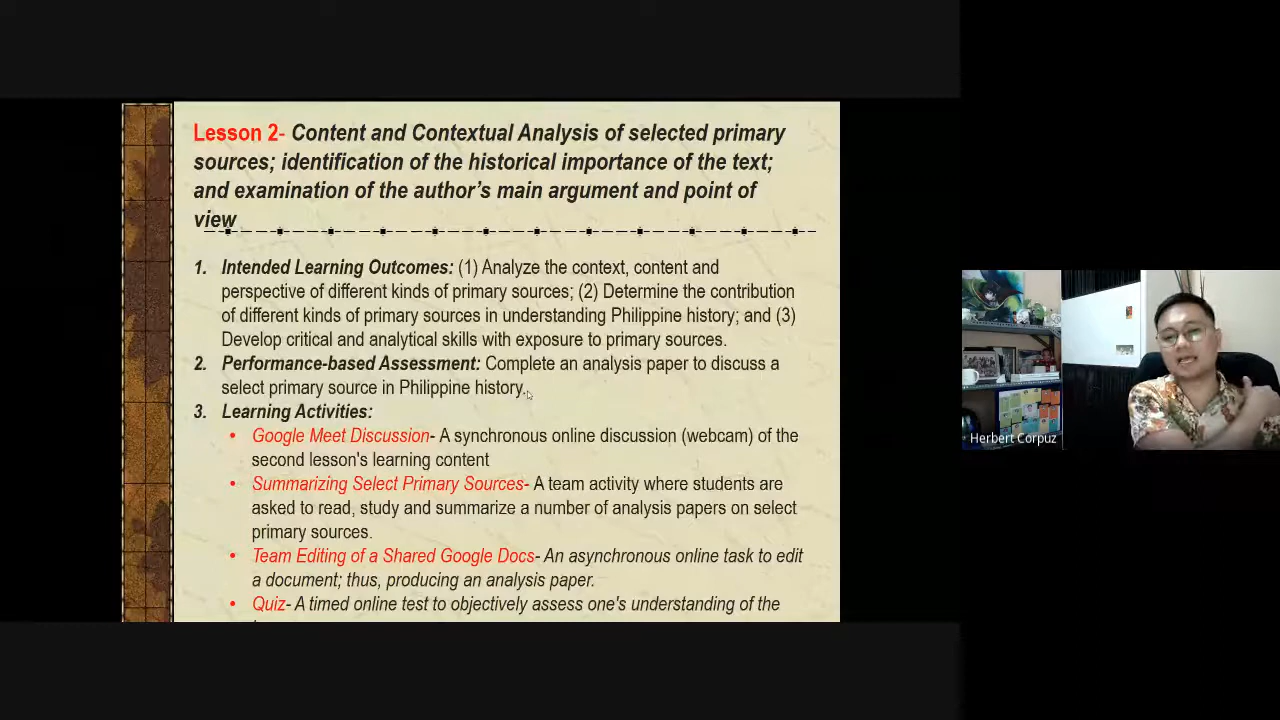 Lesson 2- Content and Contextual Analysis of selected primary
sources; identification of the historical importance of the text;
and examination of the author's main argument and point of
view
1. Intended Learning Outcomes: (1) Analyze the context, content and
perspective of different kinds of primary sources; (2) Determine the contribution
of different kinds of primary sources in understanding Philippine history; and (3)
Develop critical and analytical skills with exposure to primary sources.
2. Performance-based Assessment: Complete an analysis paper to discuss a
select primary source in Philippine history.
3. Learning Activities:
• Google Meet Discussion- A synchronous online discussion (webcam) of the
second lesson's learning content
• Summarizing Select Primary Sources- A team activity where students are
asked to read, study and summarize a number of analysis papers on select
primary sources.
• Team Editing of a Shared Google Docs- An asynchronous online task to edit
a document; thus, producing an analysis paper.
• Quiz- A timed online test to objectively assess one's understanding of the
Herbert Corpuz